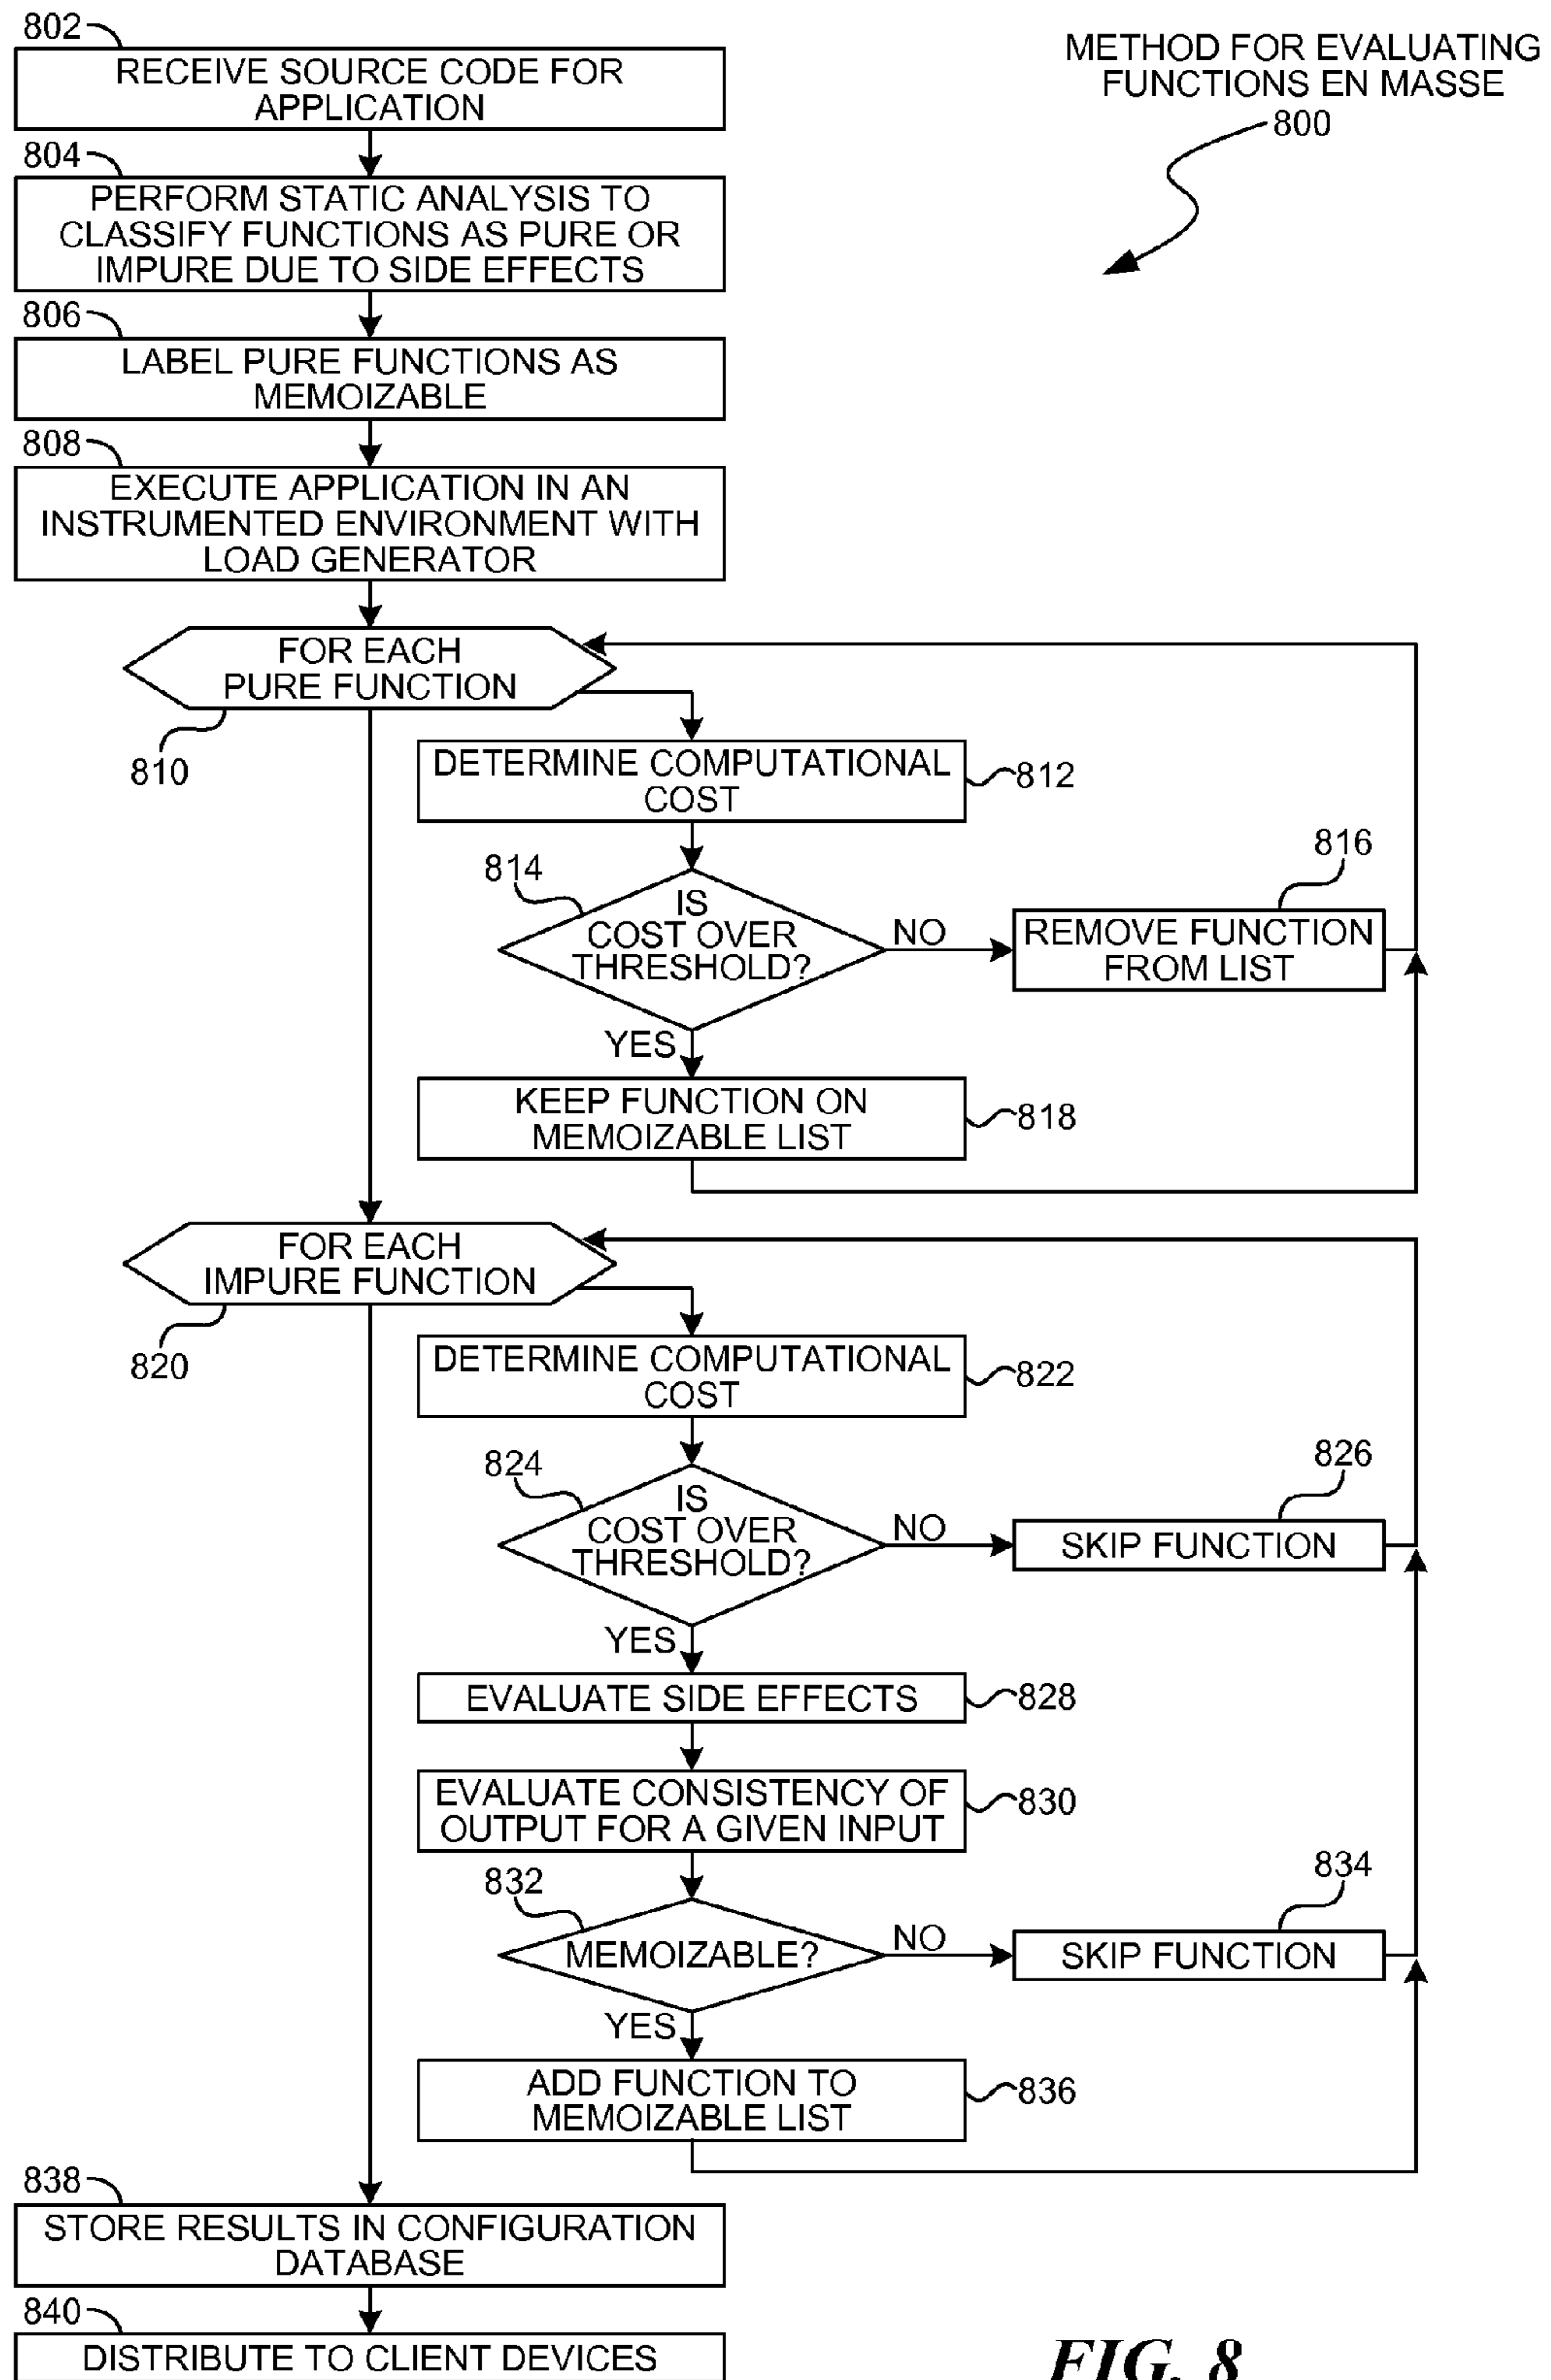 802
RECEIVE SOURCE CODE FOR
APPLICATION
METHOD FOR EVALUATING
FUNCTIONS EN MASSE
800
804
PERFORM STATIC ANALYSIS TO
CLASSIFY FUNCTIONS AS PURE OR
IMPURE DUE TO SIDE EFFECTS
806
LABEL PURE FUNCTIONS AS
MEMOIZABLE
808
EXECUTE APPLICATION IN AN
INSTRUMENTED ENVIRONMENT WITH
LOAD GENERATOR
FOR EACH
PURE FUNCTION
810
DETERMINE COMPUTATIONAL
COST
812
814
IS
COST OVER
THRESHOLD?
NO
816
REMOVE FUNCTION
FROM LIST
YES
KEEP FUNCTION ON
MEMOIZABLE LIST
818
FOR EACH
IMPURE FUNCTION
820
DETERMINE COMPUTATIONAL
COST
822
824
IS
COST OVER
THRESHOLD?
NO
826
SKIP FUNCTION
YES
EVALUATE SIDE EFFECTS
828
EVALUATE CONSISTENCY OF
OUTPUT FOR A GIVEN INPUT
830
832
MEMOIZABLE?
NO
834
SKIP FUNCTION
YES
ADD FUNCTION TO
MEMOIZABLE LIST
836
838
STORE RESULTS IN CONFIGURATION
DATABASE
840
DISTRIBUTE TO CLIENT DEVICES
FIG. 8